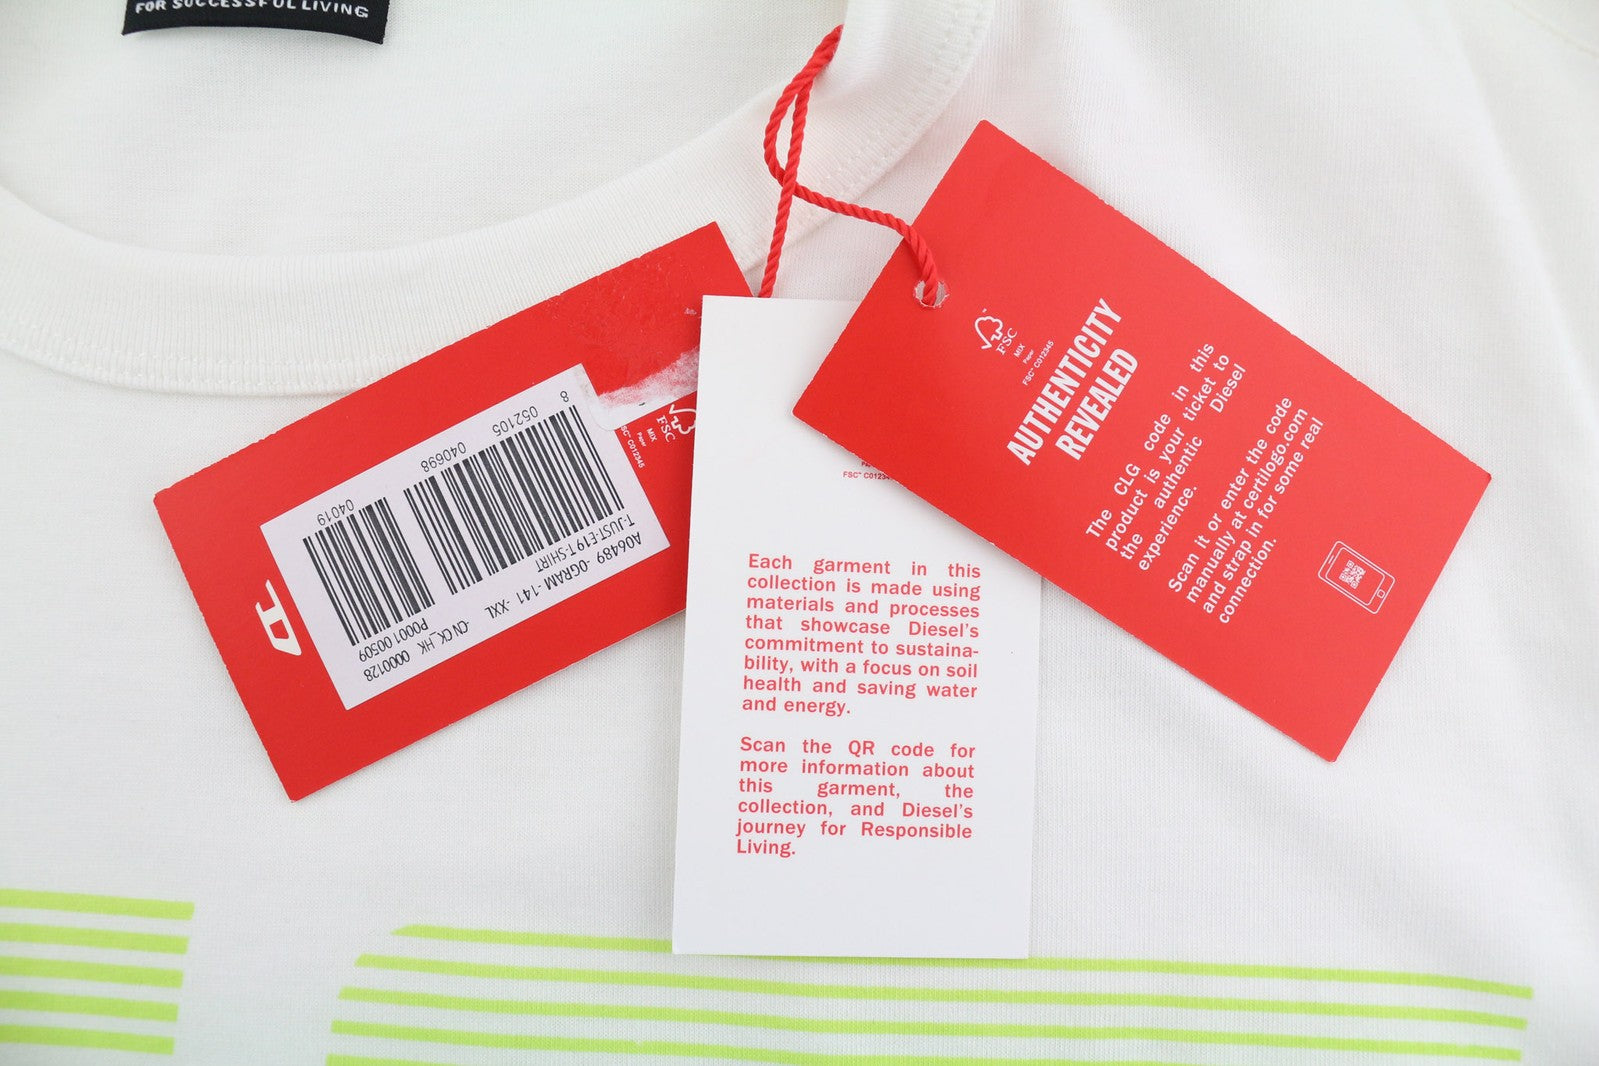 FOR SUCCESSFUL LIVING
8 052105 040698 04019
A06489 -0GRAM -141 -XXL
T-JUST-E19 T-SHIRT
-CN CK_HK 0000128
P000100509
FSC
MIX
Paper
C012345
FSC™ C01234
Each garment in this
collection is made using
materials and processes
that showcase Diesel's
commitment to sustaina-
bility, with a focus on soil
health and saving water
and energy.
Scan the QR code for
more information about
this garment, the
collection, and Diesel's
journey for Responsible
Living.
FSC
MIX
Paper
FSC™ C012345
AUTHENTICITY
REVEALED
The CLG code in this
product is your ticket to
the authentic Diesel
experience.
Scan it or enter the code
manually at certilogo.com
and strap in for some real
connection.